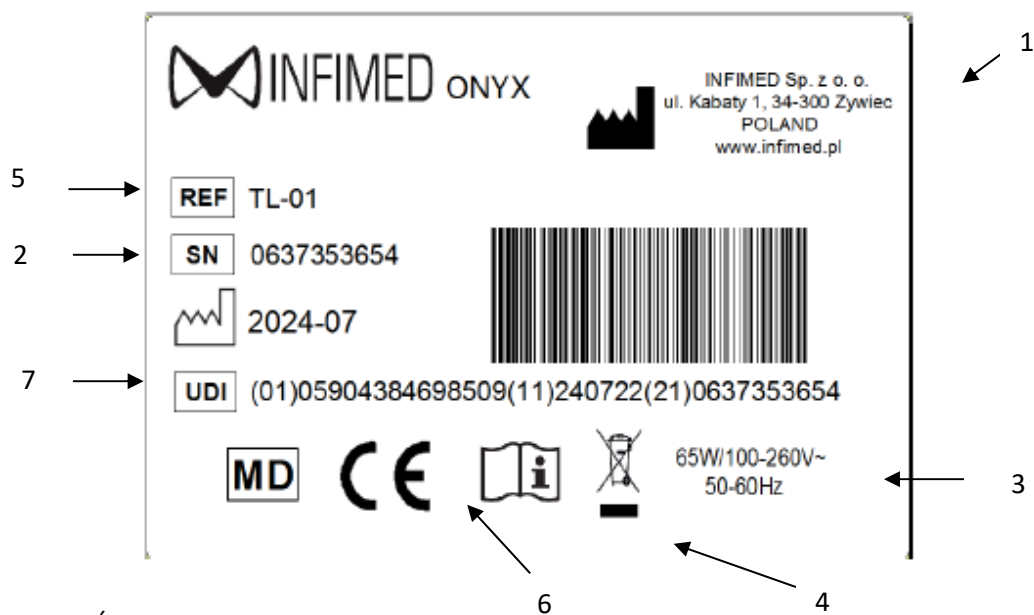 INFIMED ONYX
INFIMED Sp. z o. o.
ul. Kabaty 1, 34-300 Zywiec
POLAND
www.infimed.pl
1
5
REF TL-01
2
SN 0637353654
2024-07
7
UDI (01)05904384698509(11)240722(21)0637353654
MD CE i
65W/100-260V~
50-60Hz
3
6
4